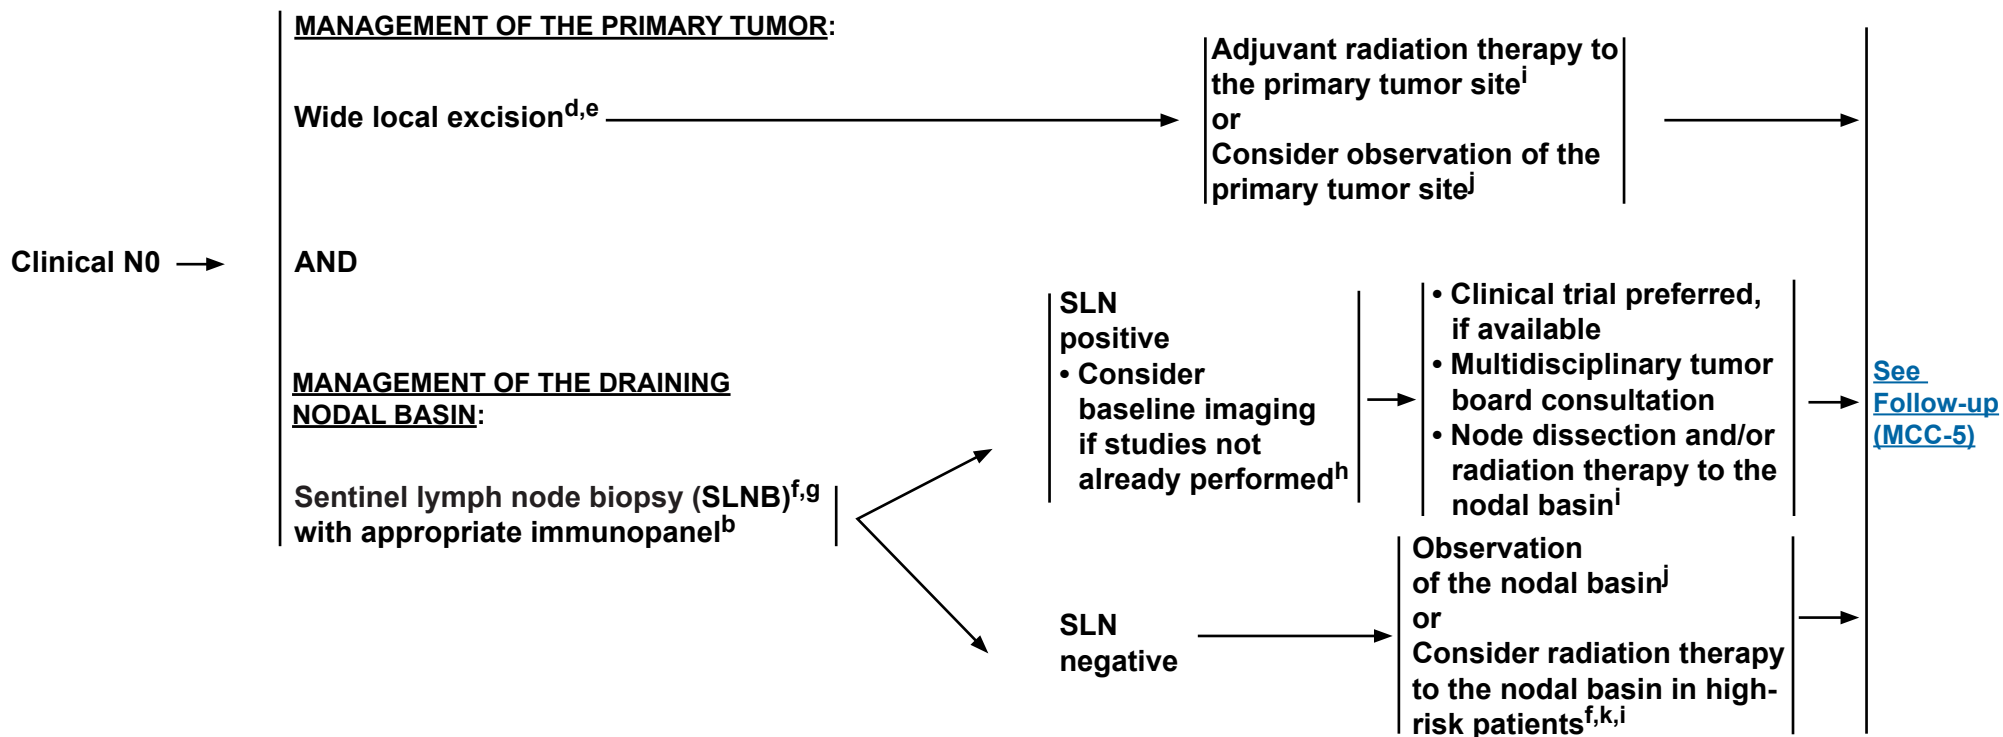 MANAGEMENT OF THE PRIMARY TUMOR:
Wide local excisiond,e
Adjuvant radiation therapy to
the primary tumor sitei
or
Consider observation of the
primary tumor sitej
Clinical N0
AND
MANAGEMENT OF THE DRAINING
NODAL BASIN:
Sentinel lymph node biopsy (SLNB)f,g
with appropriate immunopanelb
SLN
positive
• Consider
baseline imaging
if studies not
already performedh
• Clinical trial preferred,
if available
• Multidisciplinary tumor
board consultation
• Node dissection and/or
radiation therapy to the
nodal basini
SLN
negative
Observation
of the nodal basinj
or
Consider radiation therapy
to the nodal basin in high-
risk patientsf,k,i
See
Follow-up
(MCC-5)